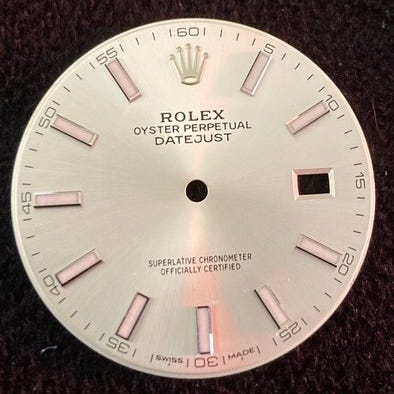 60
5
10
15
20
25
35
40
45
50
55
ROLEX
OYSTER PERPETUAL
DATEJUST
SUPERLATIVE CHRONOMETER
OFFICIALLY CERTIFIED
SWISS MADE